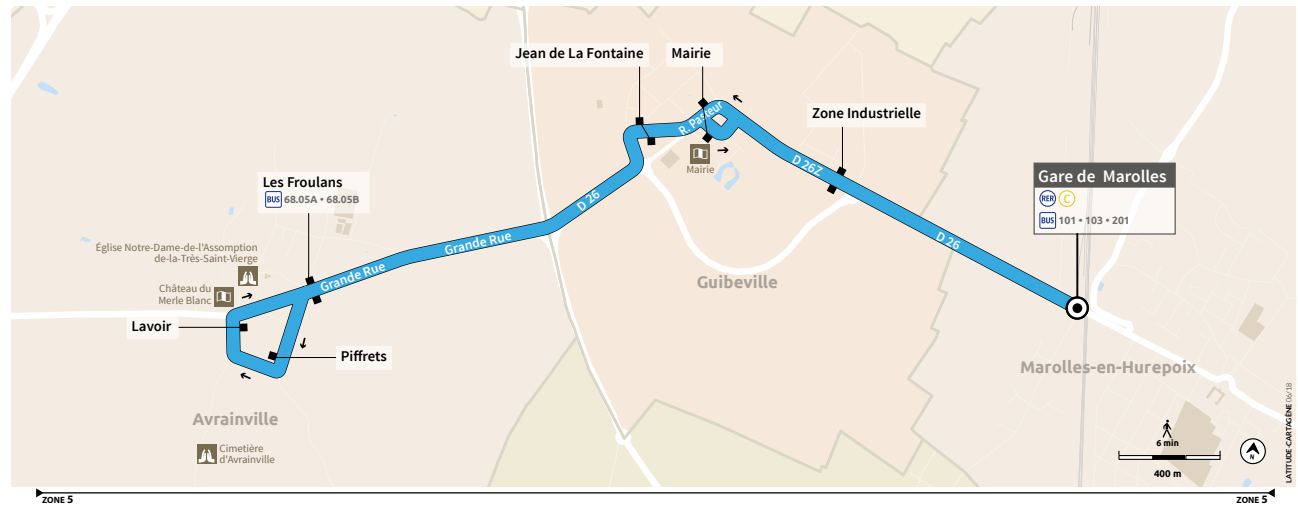 Jean de La Fontaine
Mairie
Zone Industrielle
R. Pasteur
D 26Z
Mairie
Gare de Marolles
RER C
BUS 101 • 103 • 201
Les Froulans
BUS 68.05A • 68.05B
D 26
D 26
Grande Rue
Grande Rue
Église Notre-Dame-de-l'Assomption
de-la-Très-Saint-Vierge
Château du
Merle Blanc
Guibeville
Lavoir
Piffrets
Marolles-en-Hurepoix
Avrainville
Cimetière
d'Avrainville
6 min
400 m
N
LATITUDE-CARTAGÈNE 06/18
ZONE 5
ZONE 5